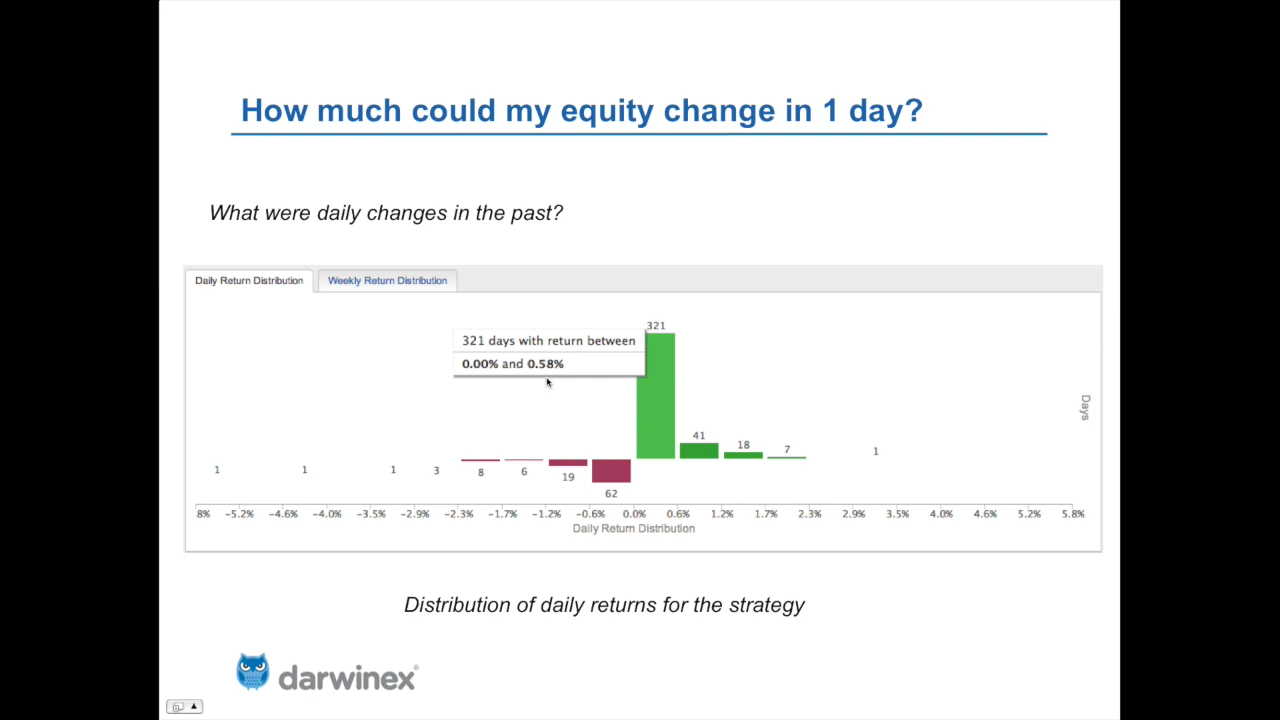 How much could my equity change in 1 day?
What were daily changes in the past?
Daily Return Distribution
Weekly Return Distribution
321
321 days with return between
0.00% and 0.58%
41
18
7
1
1
1
1
3
8
6
19
62
Days
8% −5.2% −4.6% −4.0% −3.5% −2.9% −2.3% −1.7% −1.2% −0.6% 0.0% 0.6% 1.2% 1.7% 2.3% 2.9% 3.5% 4.0% 4.6% 5.2% 5.8%
Daily Return Distribution
Distribution of daily returns for the strategy
darwinex®